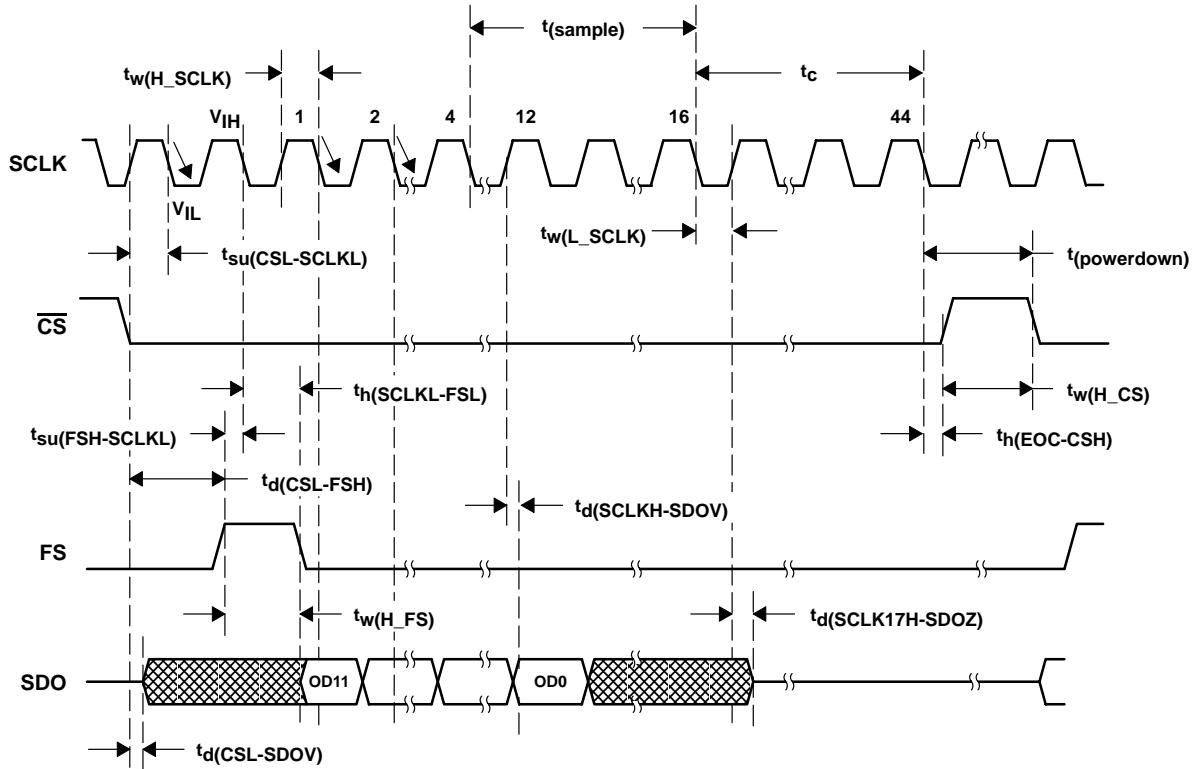 t(sample)
tw(H_SCLK)
tc
VIH
1
2
4
12
16
44
SCLK
VIL
tw(L_SCLK)
tsu(CSL-SCLKL)
t(powerdown)
CS
th(SCLKL-FSL)
tw(H_CS)
tsu(FSH-SCLKL)
th(EOC-CSH)
td(CSL-FSH)
td(SCLKH-SDOV)
FS
tw(H_FS)
td(SCLK17H-SDOZ)
SDO
OD11
OD0
td(CSL-SDOV)